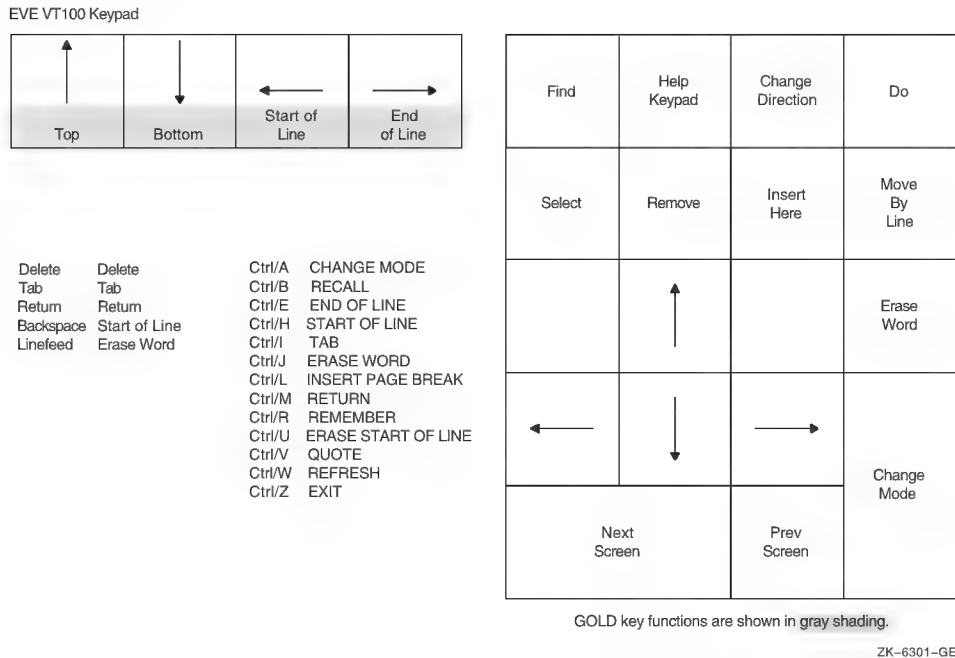 EVE VT100 Keypad
Top
Bottom
Start of
Line
End
of Line
Find
Help
Keypad
Change
Direction
Do
Select
Remove
Insert
Here
Move
By
Line
Erase
Word
Change
Mode
Next
Screen
Prev
Screen
Delete Delete
Tab Tab
Return Return
Backspace Start of Line
Linefeed Erase Word
Ctrl/A CHANGE MODE
Ctrl/B RECALL
Ctrl/E END OF LINE
Ctrl/H START OF LINE
Ctrl/I TAB
Ctrl/J ERASE WORD
Ctrl/L INSERT PAGE BREAK
Ctrl/M RETURN
Ctrl/R REMEMBER
Ctrl/U ERASE START OF LINE
Ctrl/V QUOTE
Ctrl/W REFRESH
Ctrl/Z EXIT
GOLD key functions are shown in gray shading.
ZK–6301–GE